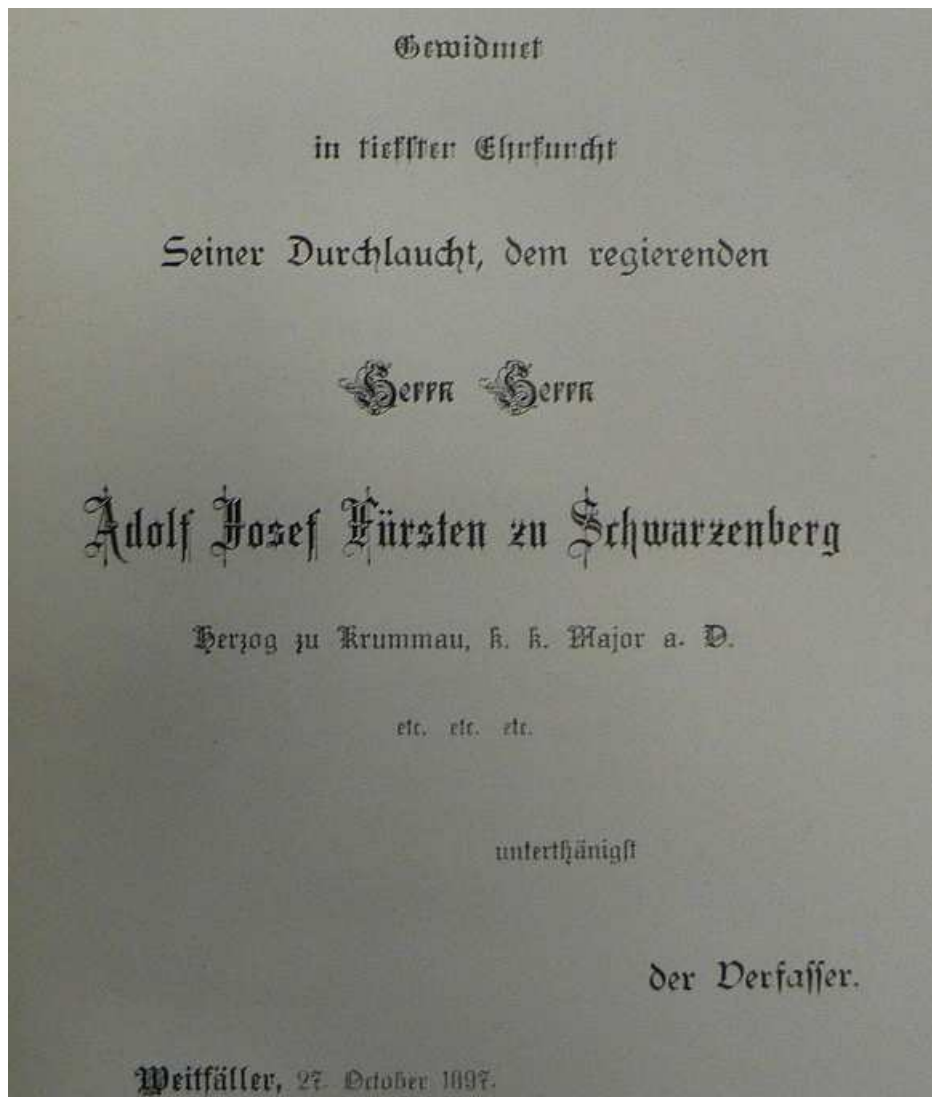 Gewidmet
in tiefster Ehrfurcht
Seiner Durchlaucht, dem regierenden
Herrn Herrn
Adolf Josef Fürsten zu Schwarzenberg
Herzog zu Krummau, k. k. Major a. D.
etc. etc. etc.
unterthänigst
der Verfasser.
Weitfäller, 27. October 1897.